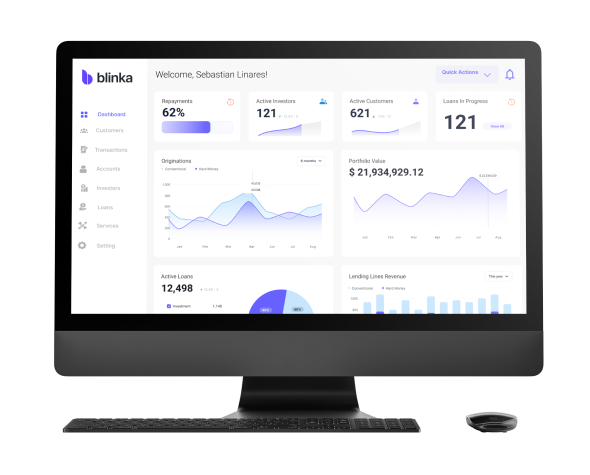 blinka
Welcome, Sebastian Linares!
Quick Actions
Dashboard
Customers
Transactions
Accounts
Investors
Loans
Services
Setting
Repayments
62%
Active Investors
121
Active Customers
621
Loans In Progress
121
View All
Originations
6 months
Conventional
Hard Money
Jan
Feb
Mar
Apr
Jun
Jul
Aug
Portfolio Value
$ 21,934,929.12
Jan
Feb
Mar
Apr
Jun
Jul
Aug
Active Loans
12,498
Investment
1,148
Lending Lines Revenue
This year
Conventional
Hard Money